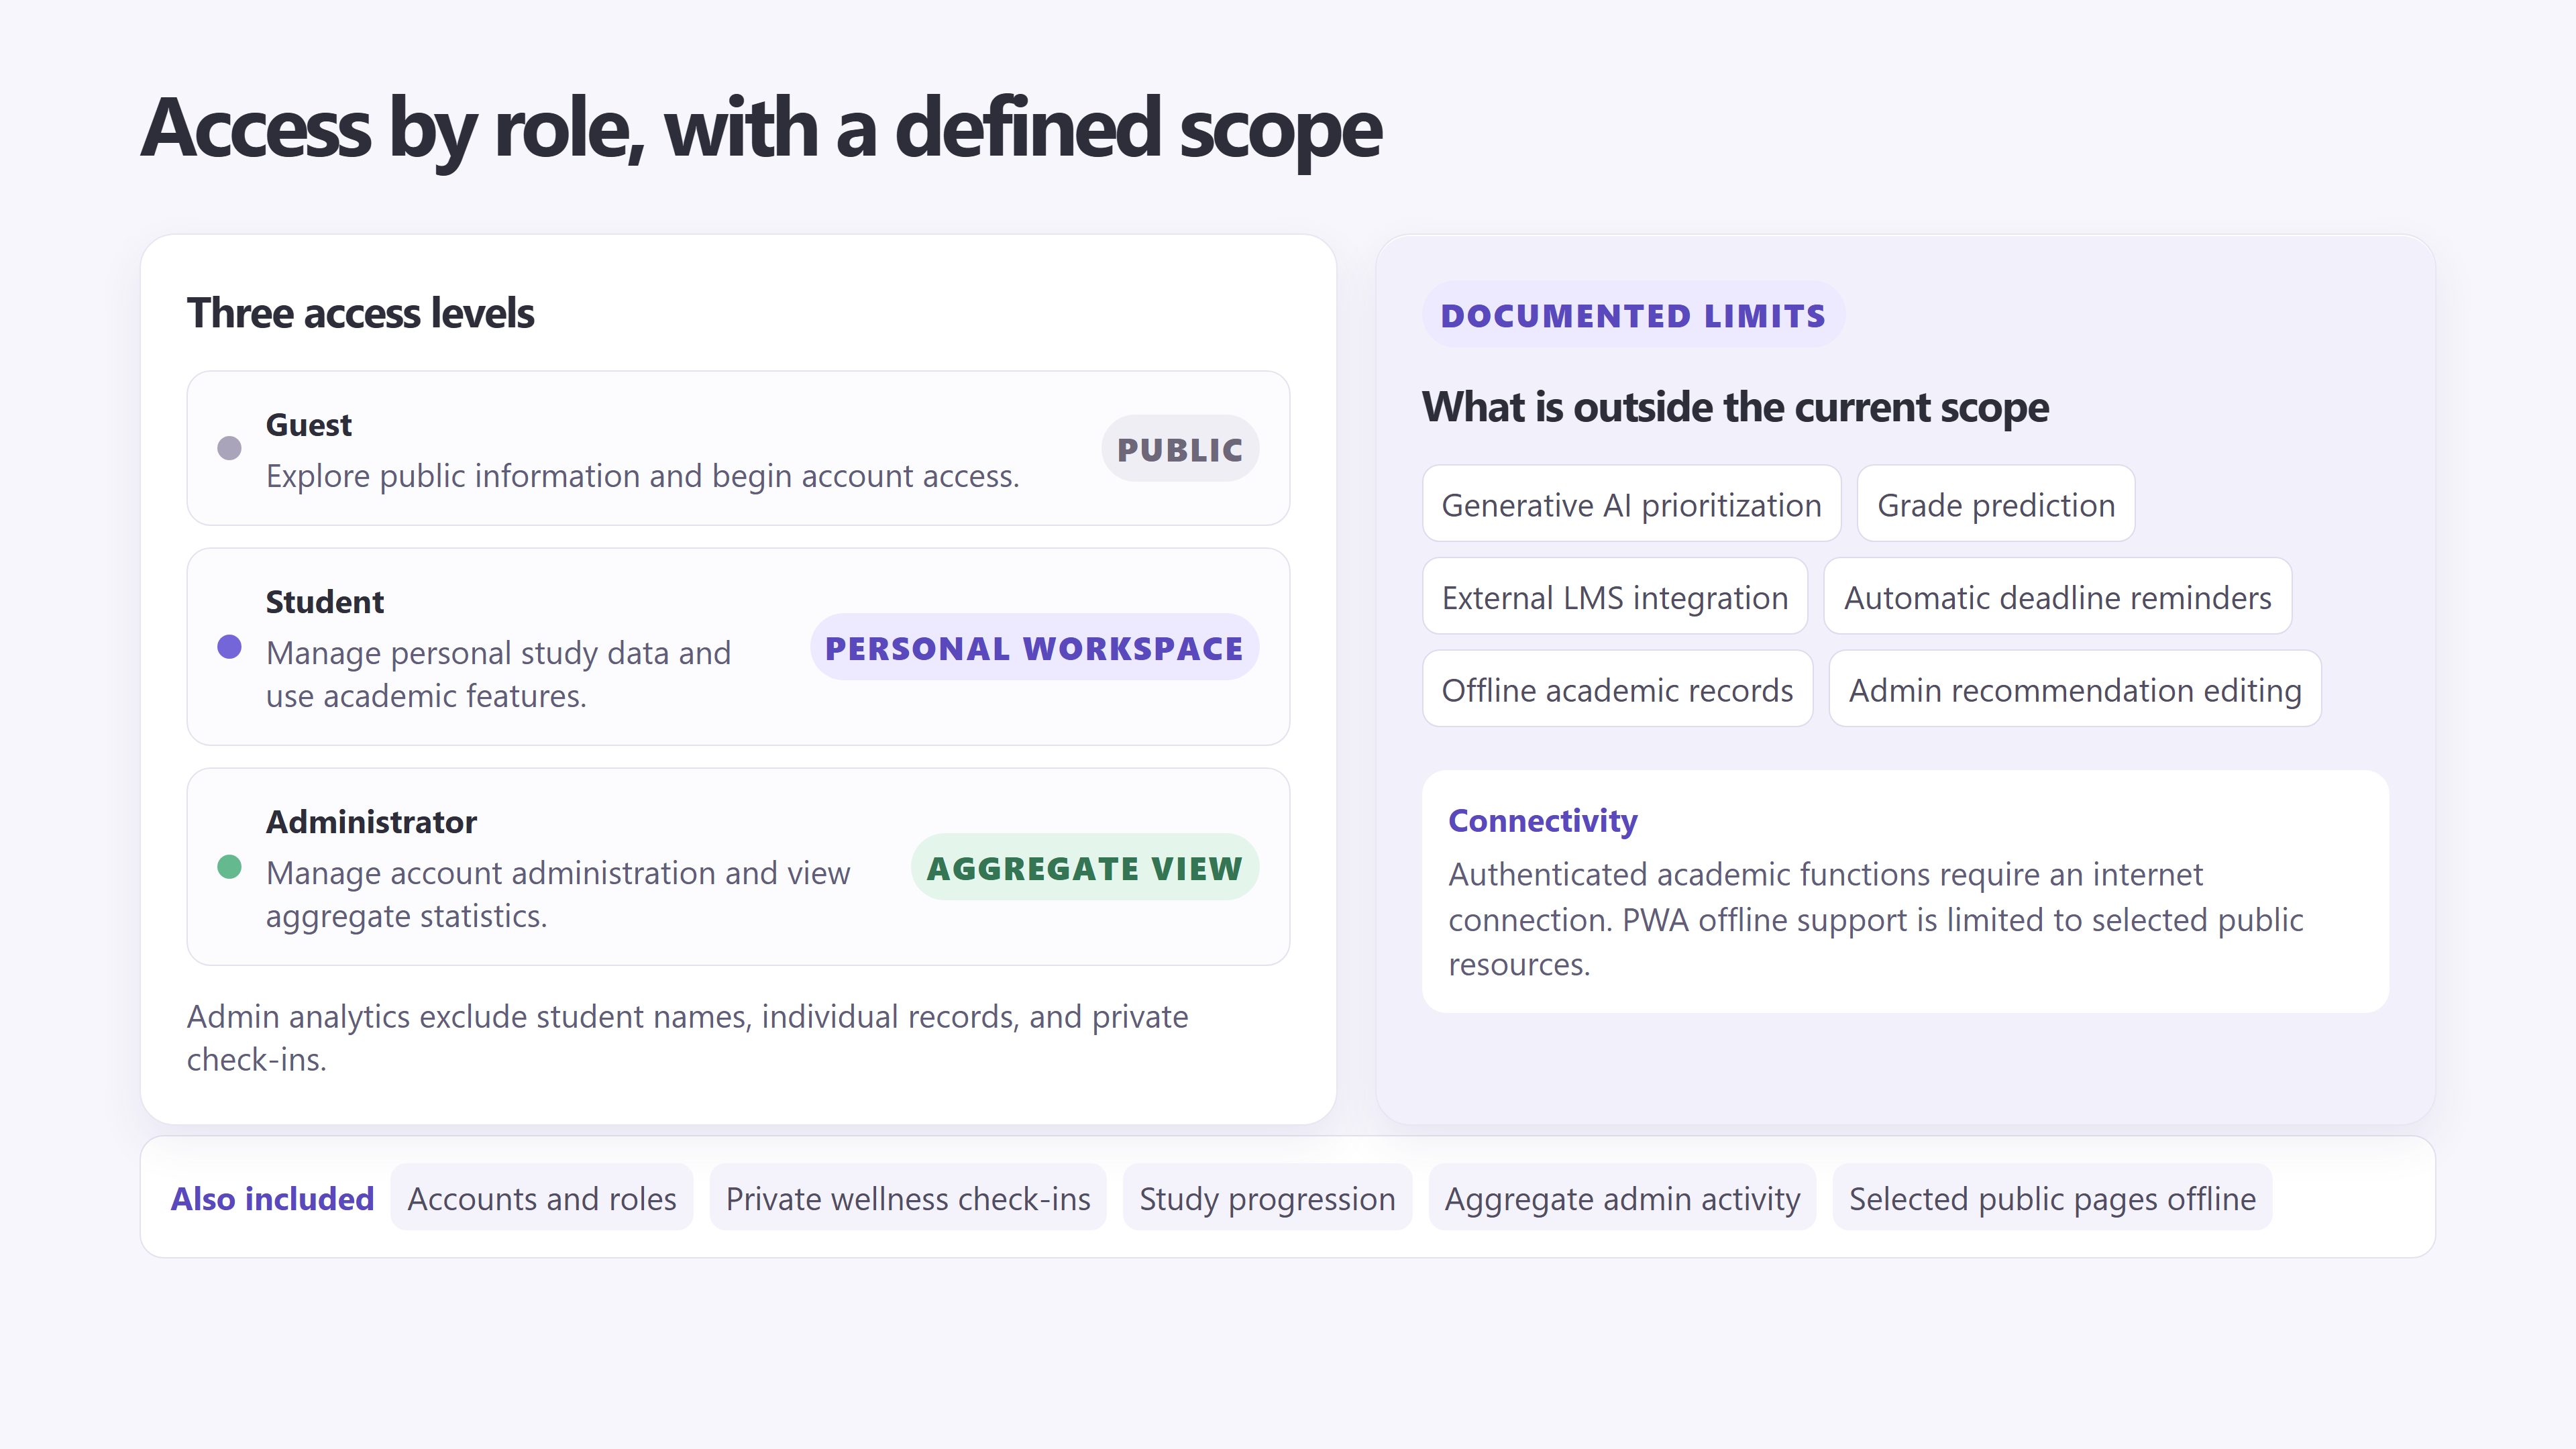 Access by role, with a defined scope
Three access levels
Guest
Explore public information and begin account access.
PUBLIC
Student
Manage personal study data and
use academic features.
PERSONAL WORKSPACE
Administrator
Manage account administration and view
aggregate statistics.
AGGREGATE VIEW
Admin analytics exclude student names, individual records, and private
check-ins.
DOCUMENTED LIMITS
What is outside the current scope
Generative AI prioritization
Grade prediction
External LMS integration
Automatic deadline reminders
Offline academic records
Admin recommendation editing
Connectivity
Authenticated academic functions require an internet
connection. PWA offline support is limited to selected public
resources.
Also included
Accounts and roles
Private wellness check-ins
Study progression
Aggregate admin activity
Selected public pages offline